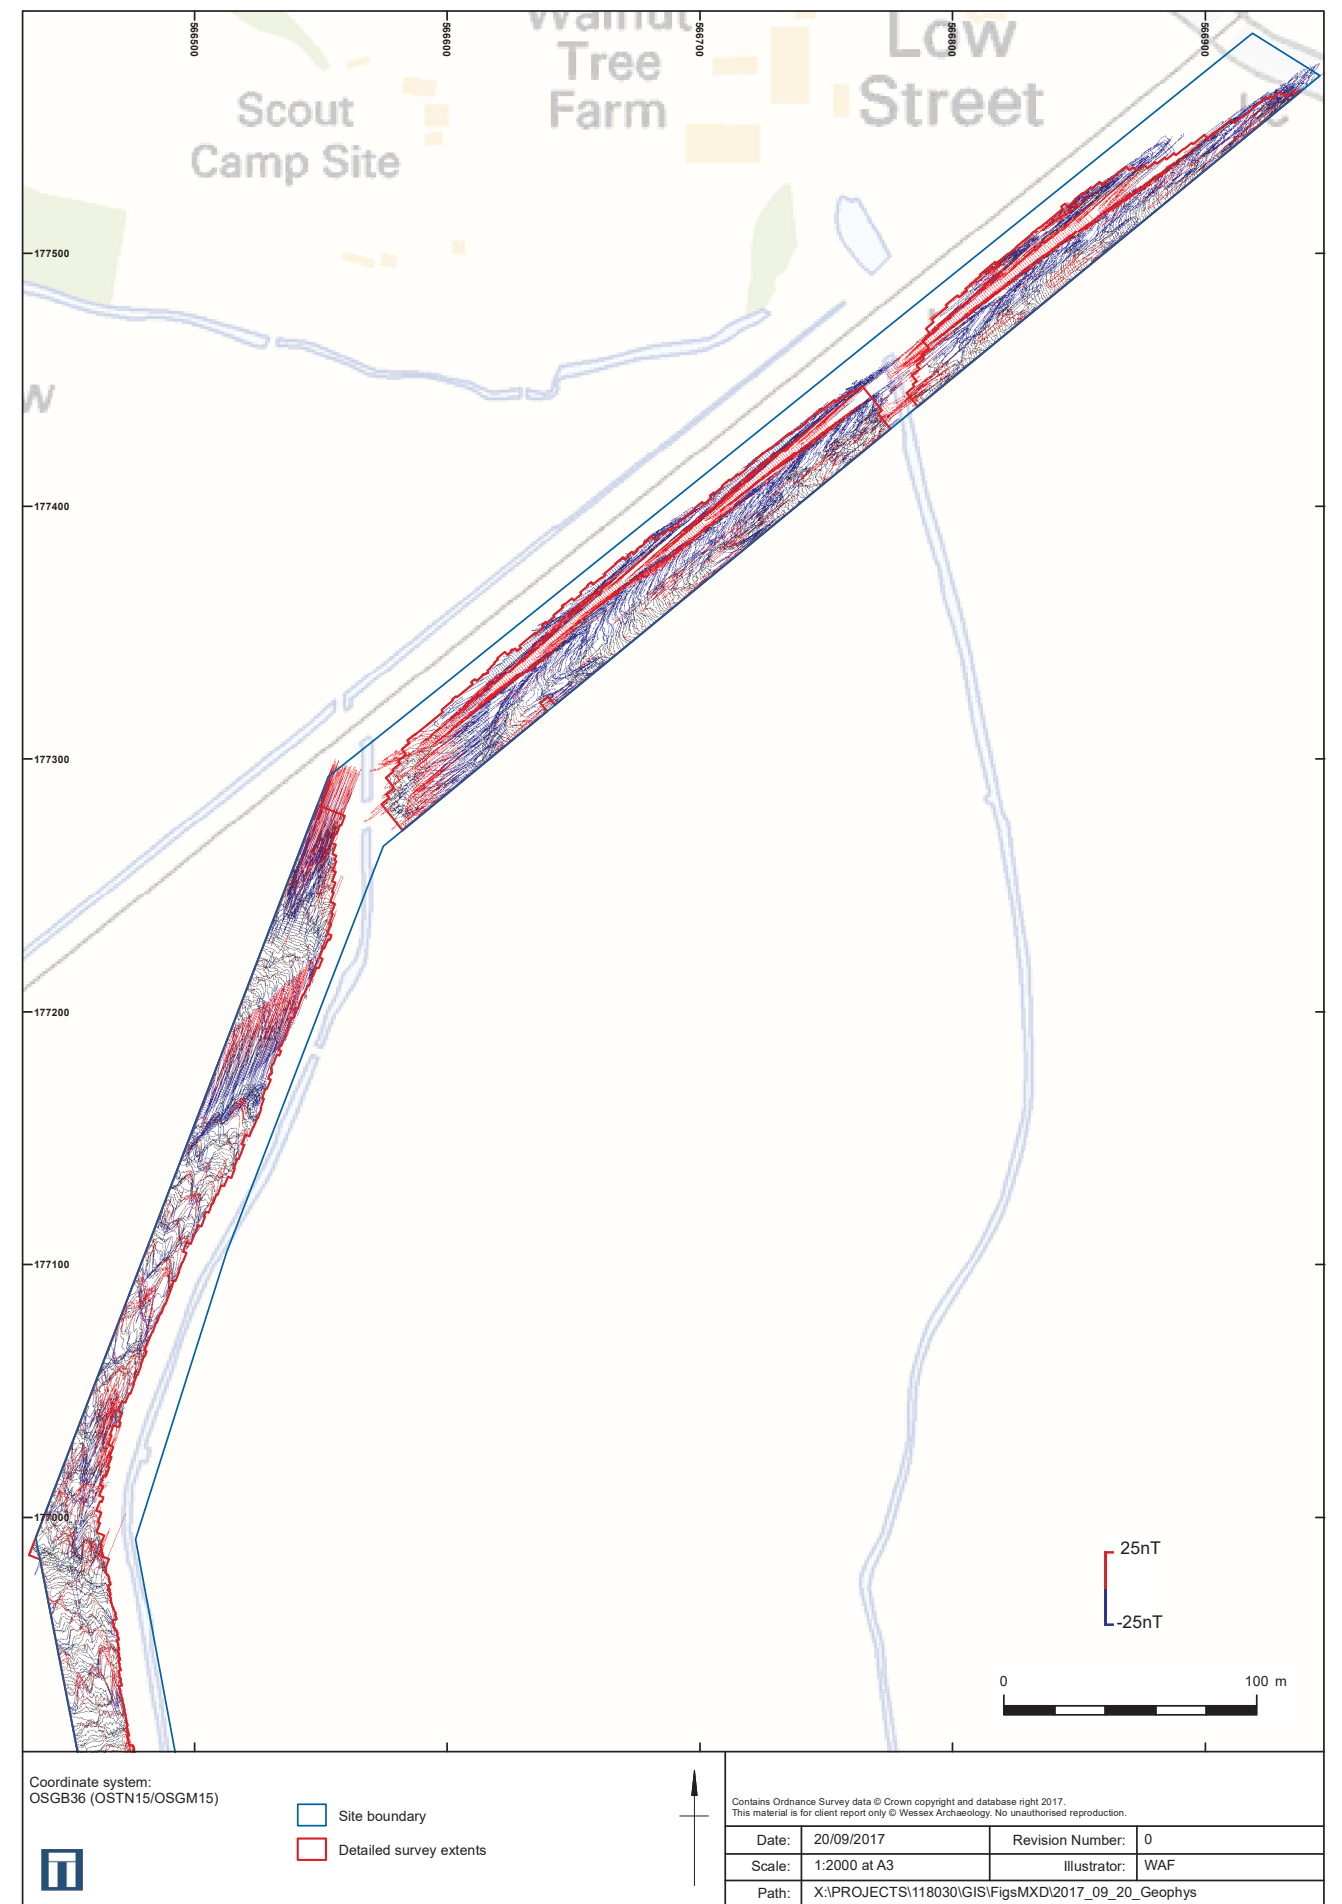 566500
566600
566700
566800
566900
Walnut
Tree
Farm
Low
Street
Scout
Camp Site
177500
177400
177300
177200
177100
177000
25nT
-25nT
0 100 m
Coordinate system:
OSGB36 (OSTN15/OSGM15)
Site boundary
Detailed survey extents
Contains Ordnance Survey data © Crown copyright and database right 2017.
This material is for client report only © Wessex Archaeology. No unauthorised reproduction.
Date: 20/09/2017 Revision Number: 0
Scale: 1:2000 at A3 Illustrator: WAF
Path: X:\PROJECTS\118030\GIS\FigsMXD\2017_09_20_Geophys